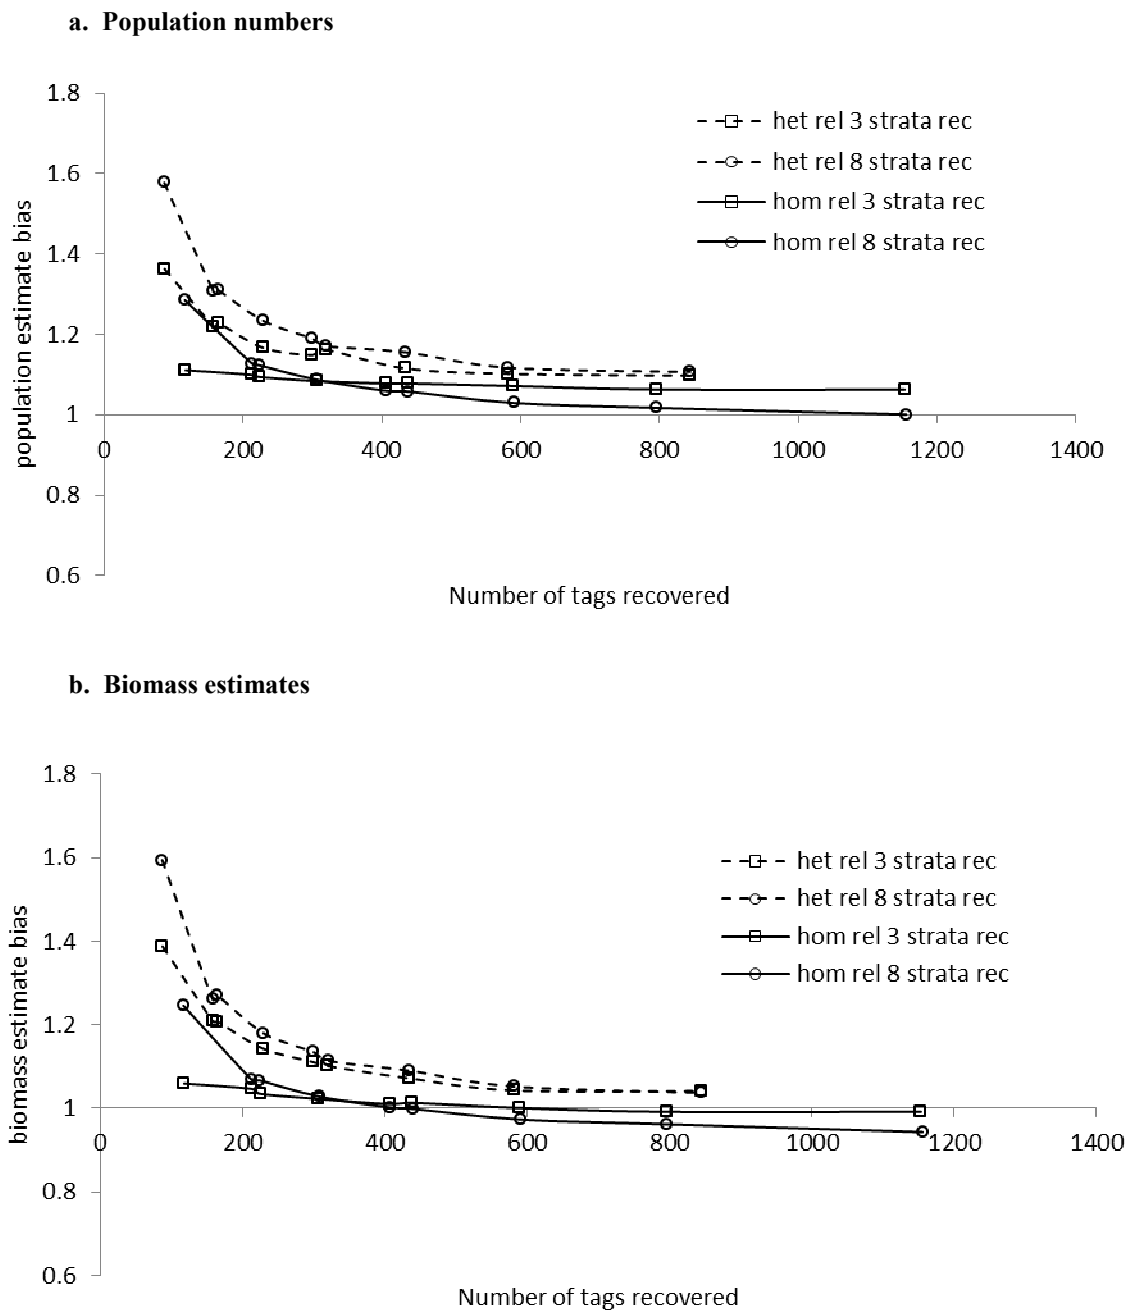 a. Population numbers
1.8
1.6
1.4
1.2
1
0.8
0.6
population estimate bias
het rel 3 strata rec
het rel 8 strata rec
hom rel 3 strata rec
hom rel 8 strata rec
0 200 400 600 800 1000 1200 1400
Number of tags recovered
b. Biomass estimates
1.8
1.6
1.4
1.2
1
0.8
0.6
biomass estimate bias
het rel 3 strata rec
het rel 8 strata rec
hom rel 3 strata rec
hom rel 8 strata rec
0 200 400 600 800 1000 1200 1400
Number of tags recovered